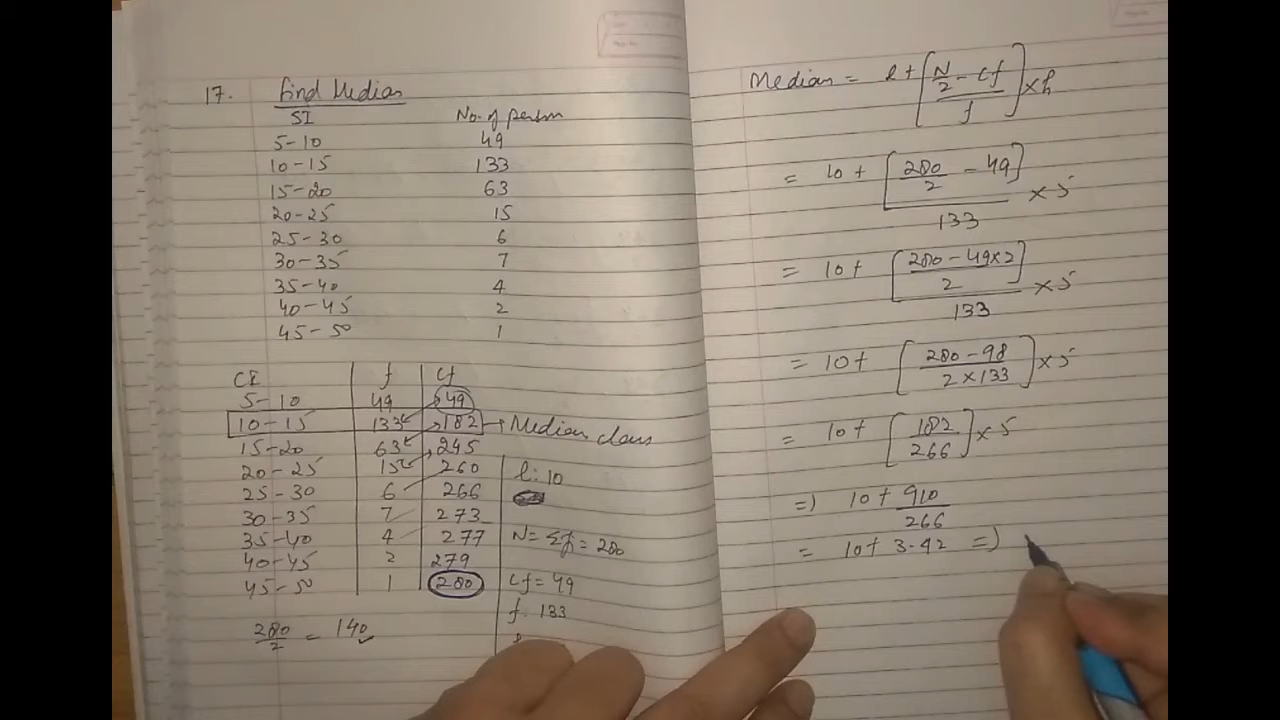 17. Find Median
SI No. of person
5-10 49
10-15 133
15-20 63
20-25 15
25-30 6
30-35 7
35-40 4
40-45 2
45-50 1
CI f cf
5-10 49 49
10-15 133 182 → Median class
15-20 63 245
20-25 15 260
25-30 6 266
30-35 7 273
35-40 4 277
40-45 2 279
45-50 1 280
280/2 = 140
l: 10
N = Σf = 280
Cf = 49
f. 133
Median = l + [N/2 - cf / f] × h
= 10 + [280/2 - 49] / 133 × 5
= 10 + [280 - 49×2 / 2] / 133 × 5
= 10 + [280 - 98 / 2 × 133] × 5
= 10 + [182 / 266] × 5
=) 10 + 910 / 266
= 10 + 3.42 =)